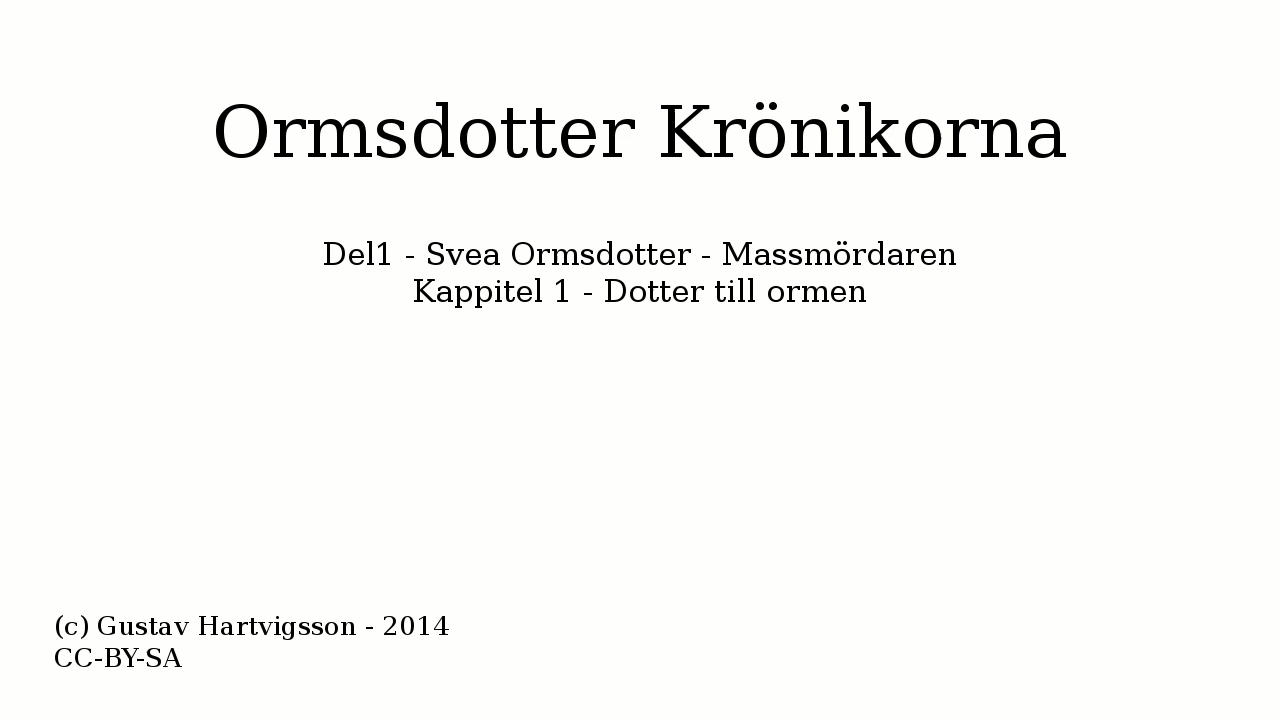 Ormsdotter Krönikorna
Del1 - Svea Ormsdotter - Massmördaren
Kappitel 1 - Dotter till ormen
(c) Gustav Hartvigsson - 2014
CC-BY-SA